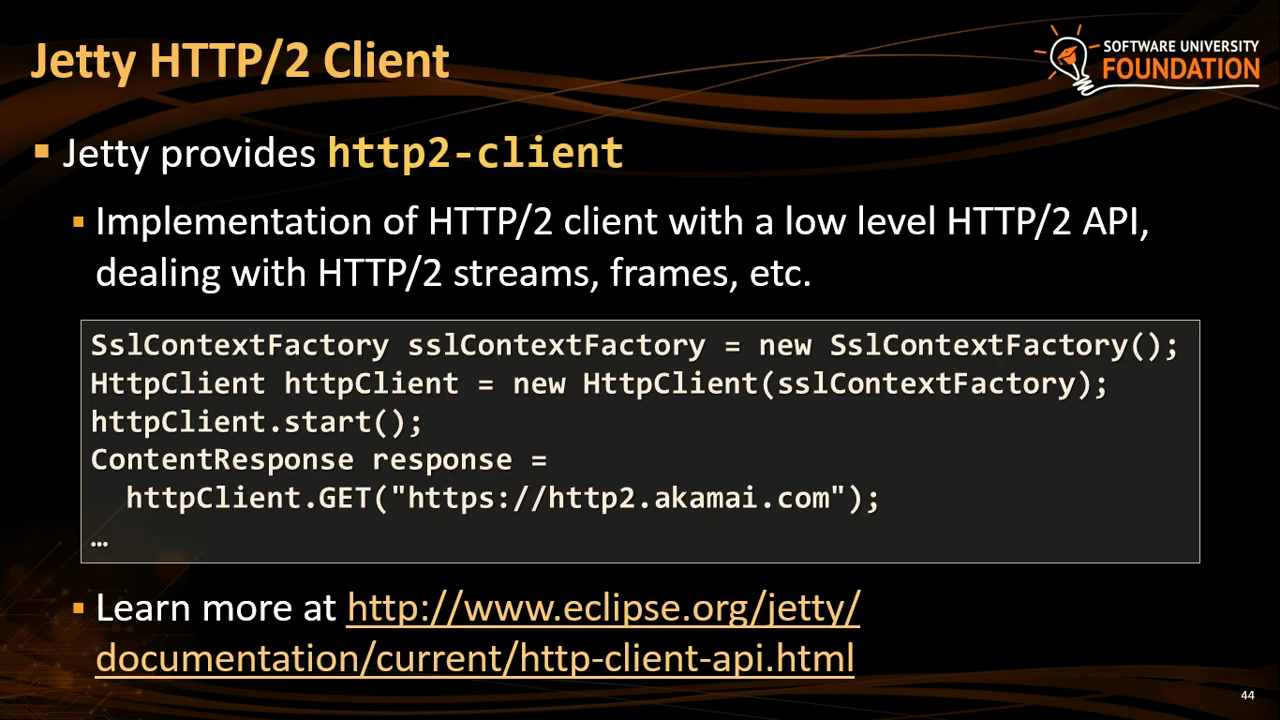 Jetty HTTP/2 Client
SOFTWARE UNIVERSITY
FOUNDATION
▪ Jetty provides http2-client
▪ Implementation of HTTP/2 client with a low level HTTP/2 API,
dealing with HTTP/2 streams, frames, etc.
SslContextFactory sslContextFactory = new SslContextFactory();
HttpClient httpClient = new HttpClient(sslContextFactory);
httpClient.start();
ContentResponse response =
  httpClient.GET("https://http2.akamai.com");
…
▪ Learn more at http://www.eclipse.org/jetty/
documentation/current/http-client-api.html
44